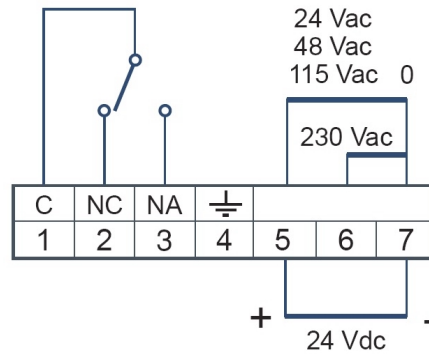 24 Vac
48 Vac
115 Vac 0
230 Vac
C NC NA
1 2 3 4 5 6 7
+ -
24 Vdc